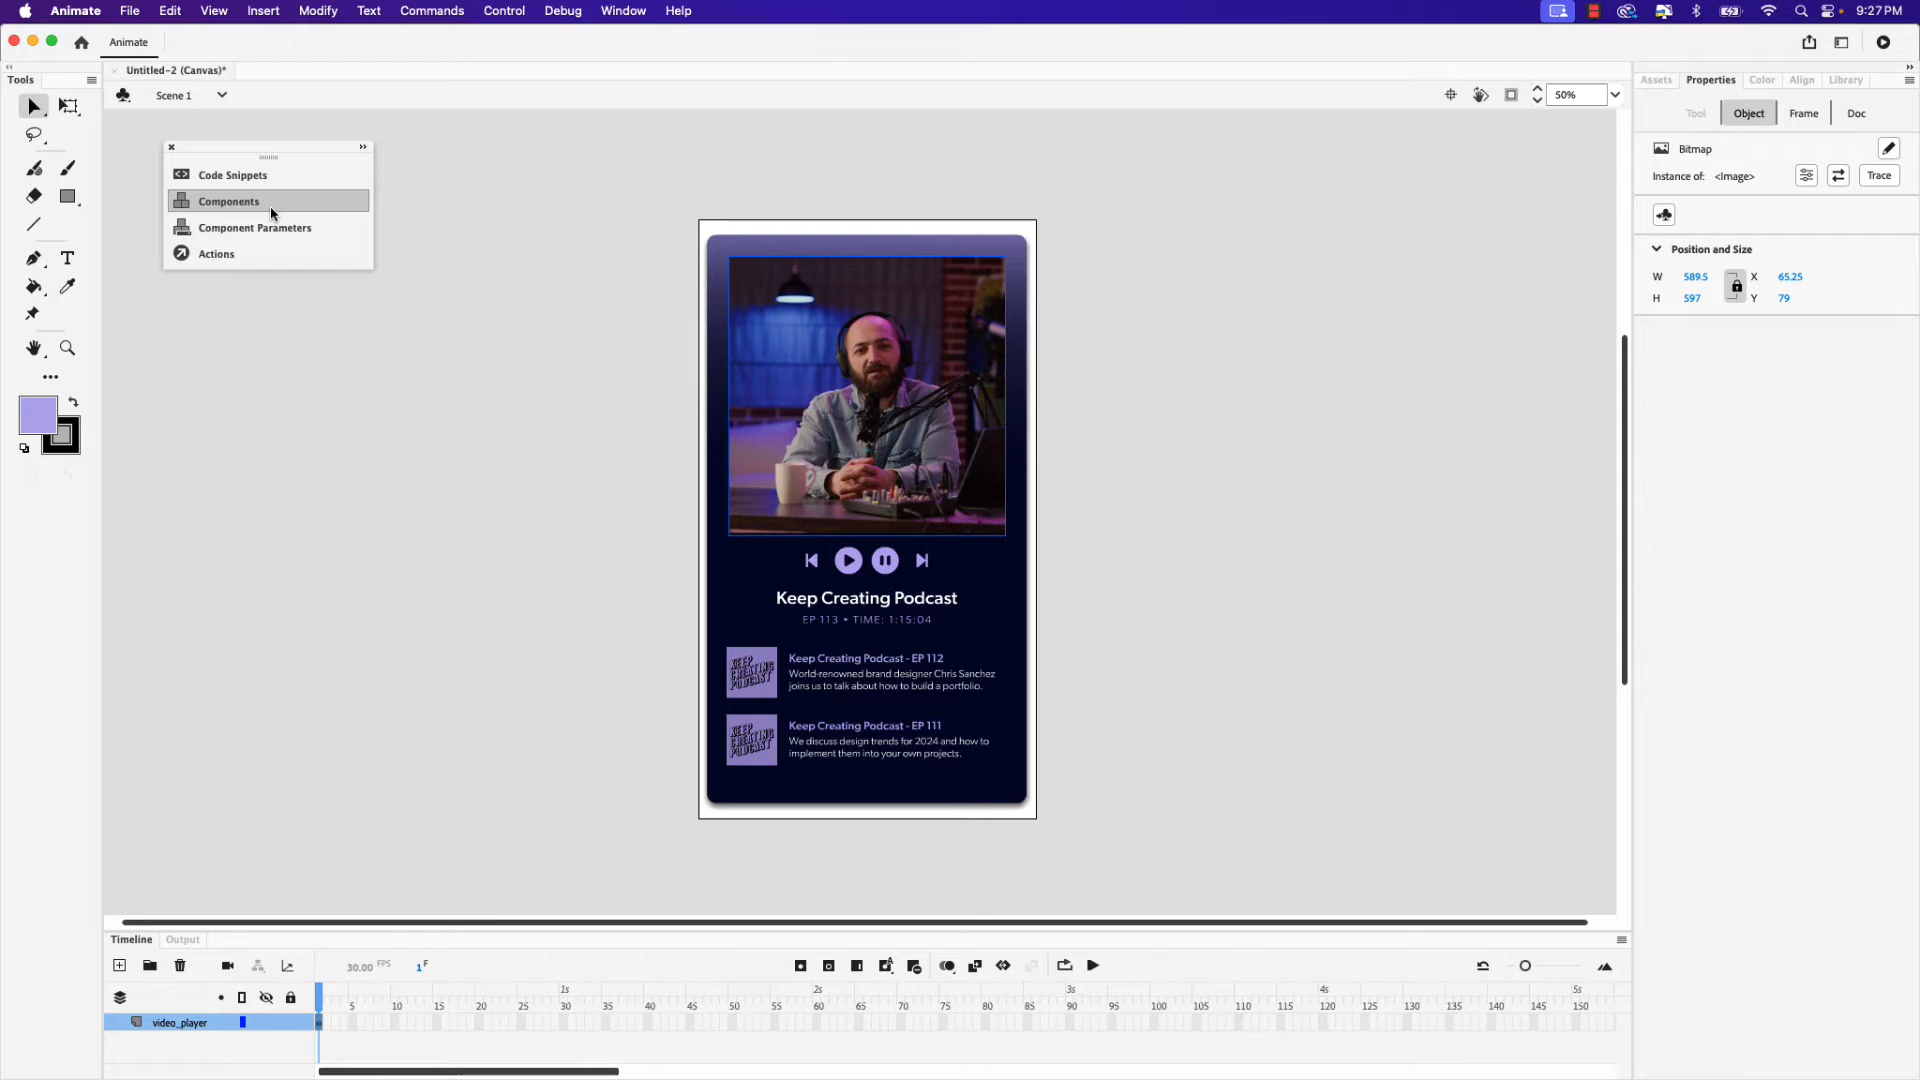 Animate File Edit View Insert Modify Text Commands Control Debug Window Help 9:27 PM
Animate
Tools
Untitled-2 (Canvas)*
Assets Properties Color Align Library
Scene 1 50%
Tool Object Frame Doc
Bitmap
Instance of: <Image> Trace
Code Snippets
Components
Component Parameters
Actions
Position and Size
W 589.5 X 65.25
H 597 Y 79
Keep Creating Podcast
EP 113 • TIME: 1:15:04
KEEP CREATING PODCAST
Keep Creating Podcast - EP 112
World-renowned brand designer Chris Sanchez
joins us to talk about how to build a portfolio.
KEEP CREATING PODCAST
Keep Creating Podcast - EP 111
We discuss design trends for 2024 and how to
implement them into your own projects.
Timeline Output
30.00 FPS 1 F
1s 2s 3s 4s 5s
5 10 15 20 25 30 35 40 45 50 55 60 65 70 75 80 85 90 95 100 105 110 115 120 125 130 135 140 145 150
video_player